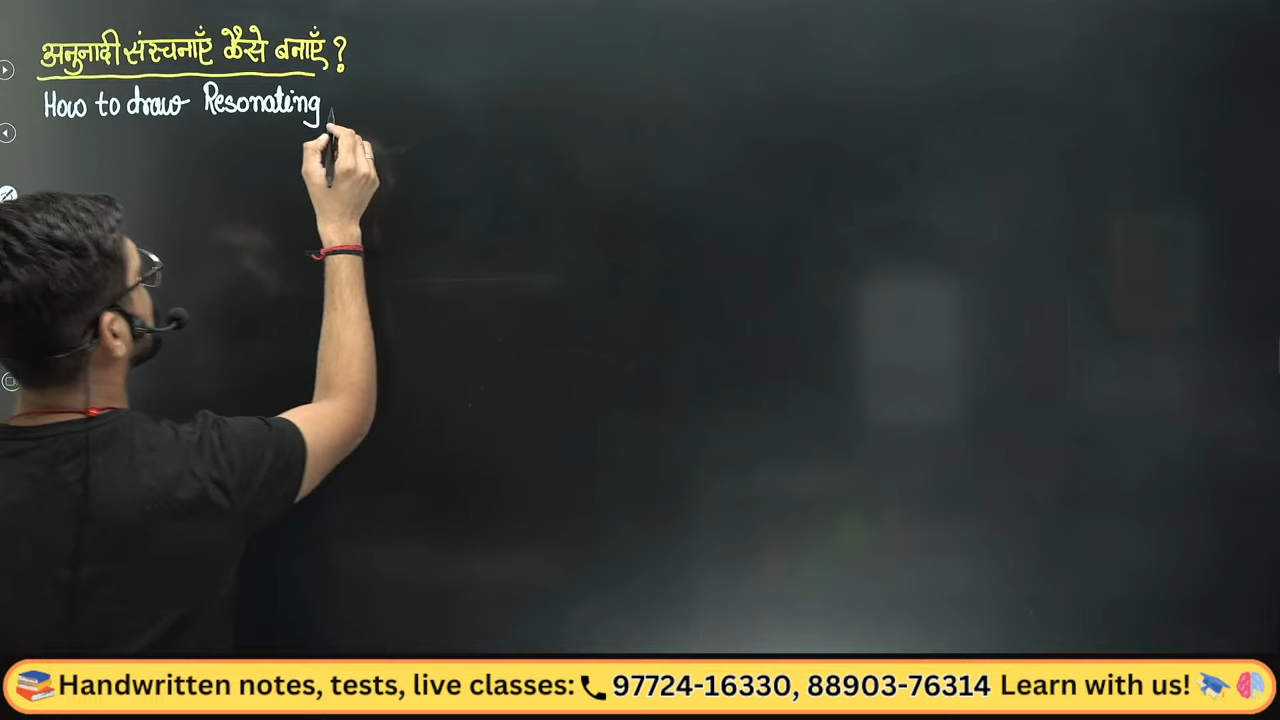 अनुनादी संरचनाएँ कैसे बनाएँ ?
How to draw Resonating
Handwritten notes, tests, live classes: 97724-16330, 88903-76314 Learn with us!